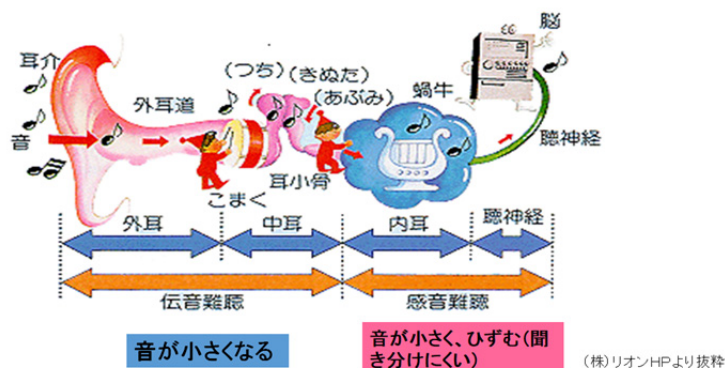 耳介
音
外耳道
こまく
(つち)
(きぬた)
(あぶみ)
耳小骨
蝸牛
脳
聴神経
外耳
中耳
内耳
聴神経
伝音難聴
感音難聴
音が小さくなる
音が小さく、ひずむ(聞
き分けにくい)
(株)リオンHPより抜粋